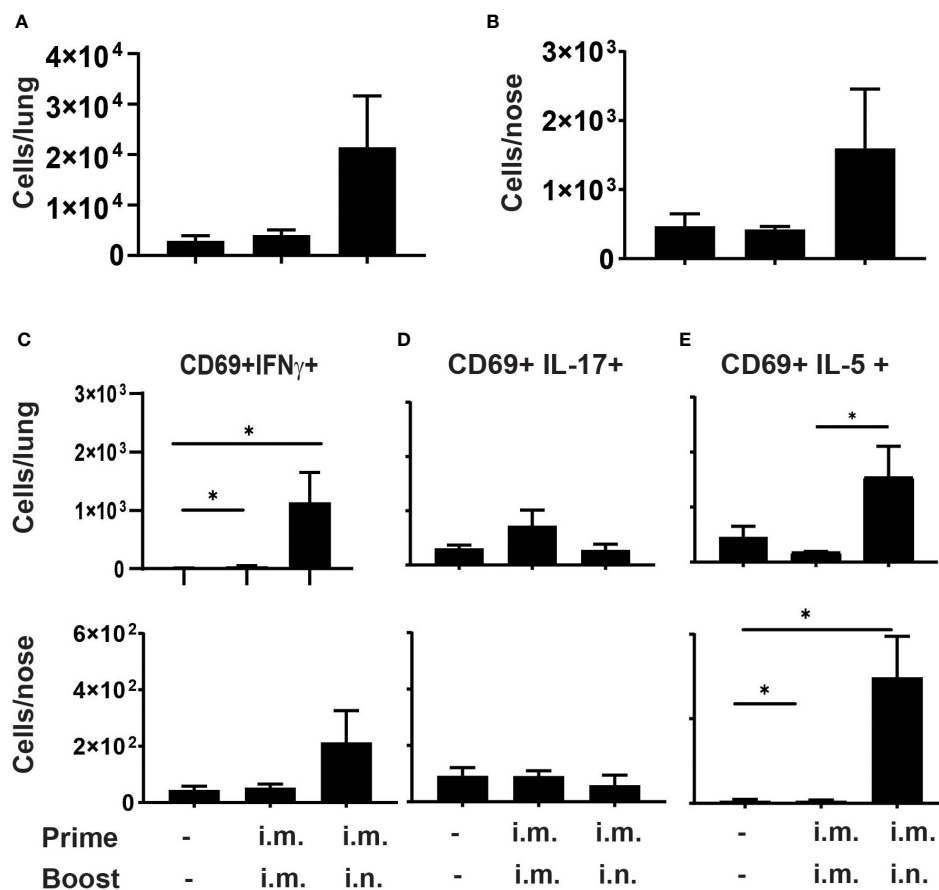 A
B
4×10⁴
3×10⁴
2×10⁴
1×10⁴
0
Cells/lung
3×10³
2×10³
1×10³
0
Cells/nose
C
D
E
CD69+IFNγ+
CD69+ IL-17+
CD69+ IL-5 +
3×10³
2×10³
1×10³
0
Cells/lung
*
*
*
6×10²
4×10²
2×10²
0
Cells/nose
*
*
Prime - i.m. i.m. - i.m. i.m. - i.m. i.m.
Boost - i.m. i.n. - i.m. i.n. - i.m. i.n.